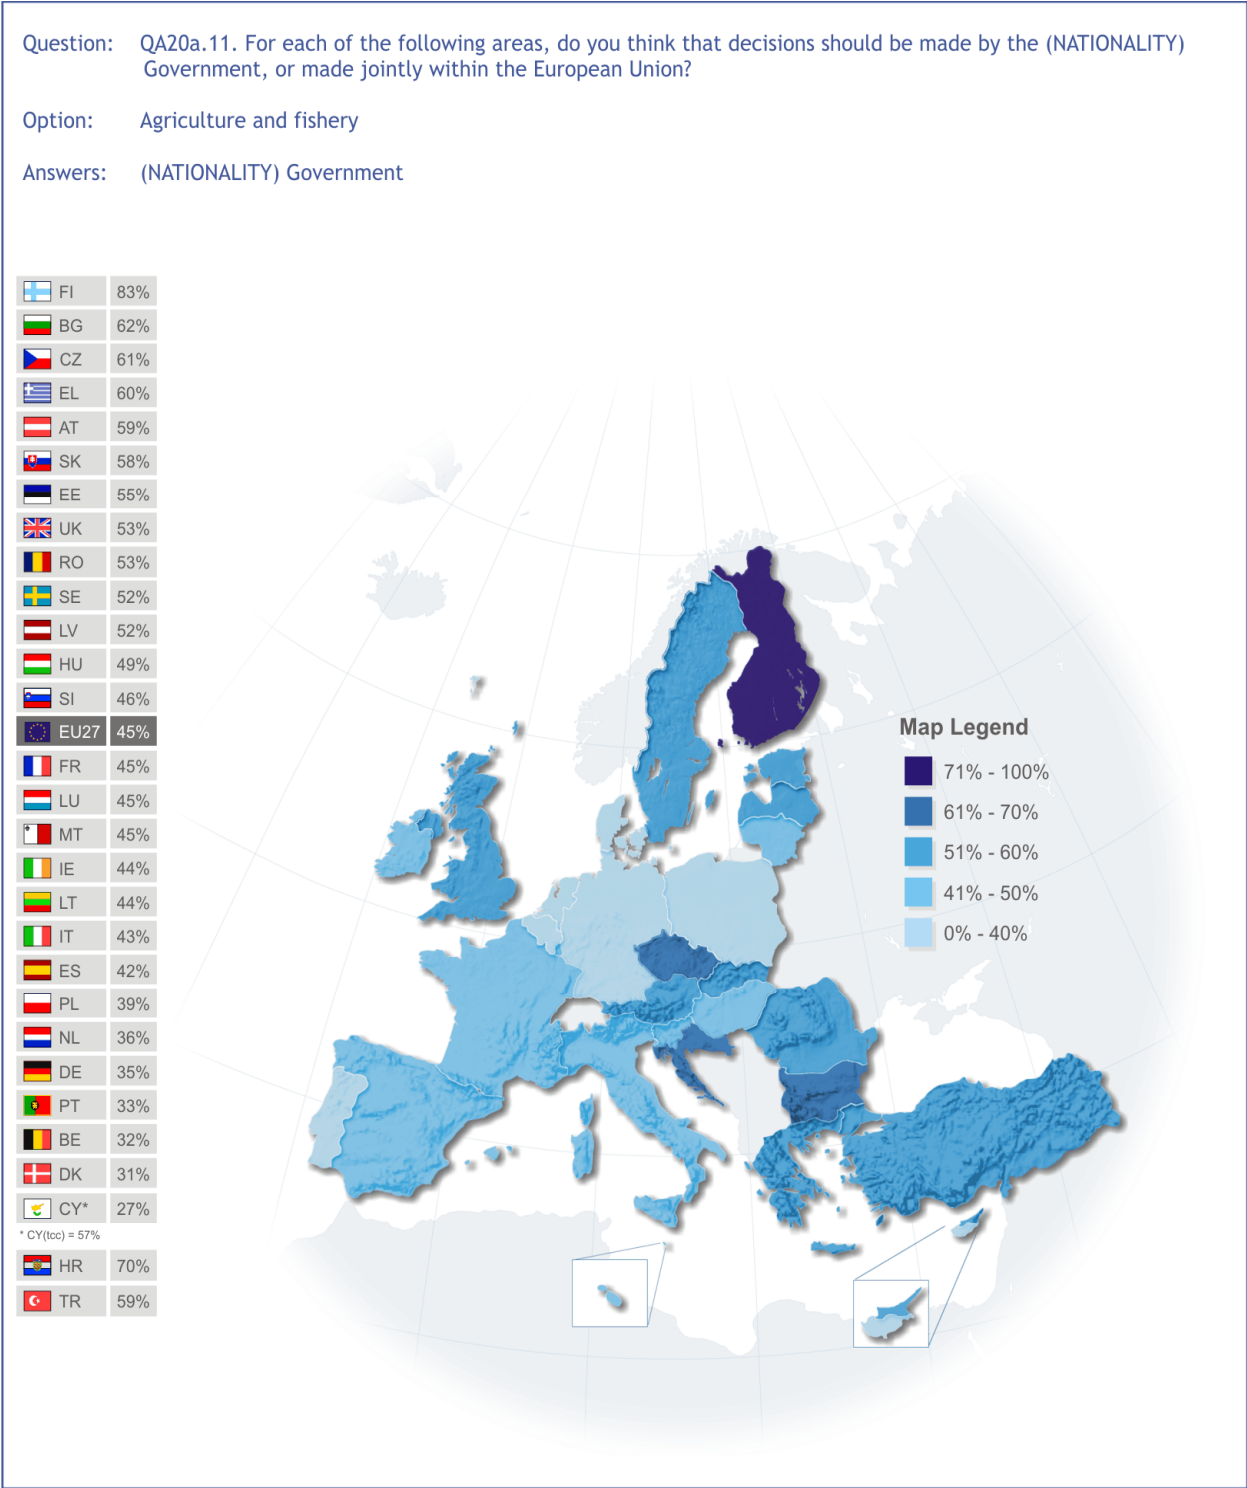 Question: QA20a.11. For each of the following areas, do you think that decisions should be made by the (NATIONALITY)
Government, or made jointly within the European Union?
Option: Agriculture and fishery
Answers: (NATIONALITY) Government
FI 83%
BG 62%
CZ 61%
EL 60%
AT 59%
SK 58%
EE 55%
UK 53%
RO 53%
SE 52%
LV 52%
HU 49%
SI 46%
EU27 45%
FR 45%
LU 45%
MT 45%
IE 44%
LT 44%
IT 43%
ES 42%
PL 39%
NL 36%
DE 35%
PT 33%
BE 32%
DK 31%
CY* 27%
* CY(tcc) = 57%
HR 70%
TR 59%
Map Legend
71% - 100%
61% - 70%
51% - 60%
41% - 50%
0% - 40%